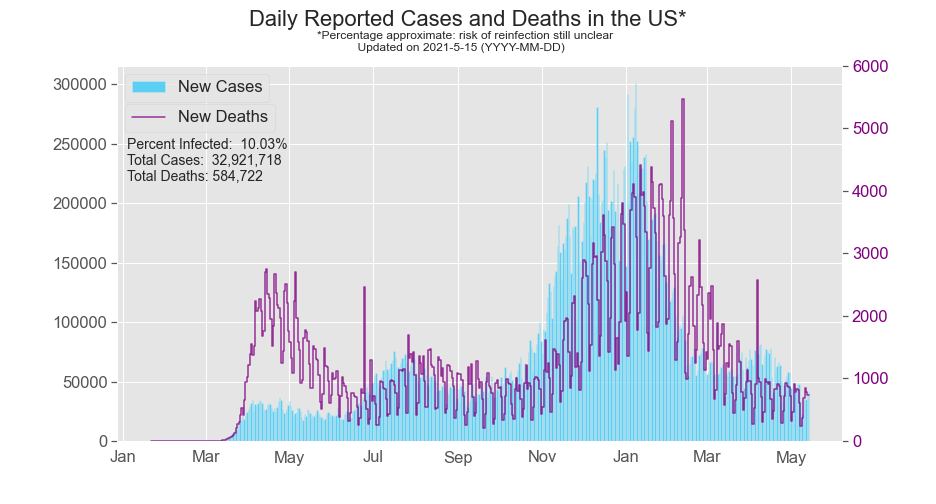 Daily Reported Cases and Deaths in the US*
*Percentage approximate: risk of reinfection still unclear
Updated on 2021-5-15 (YYYY-MM-DD)
New Cases
New Deaths
Percent Infected: 10.03%
Total Cases: 32,921,718
Total Deaths: 584,722
300000
250000
200000
150000
100000
50000
0
6000
5000
4000
3000
2000
1000
0
Jan Mar May Jul Sep Nov Jan Mar May